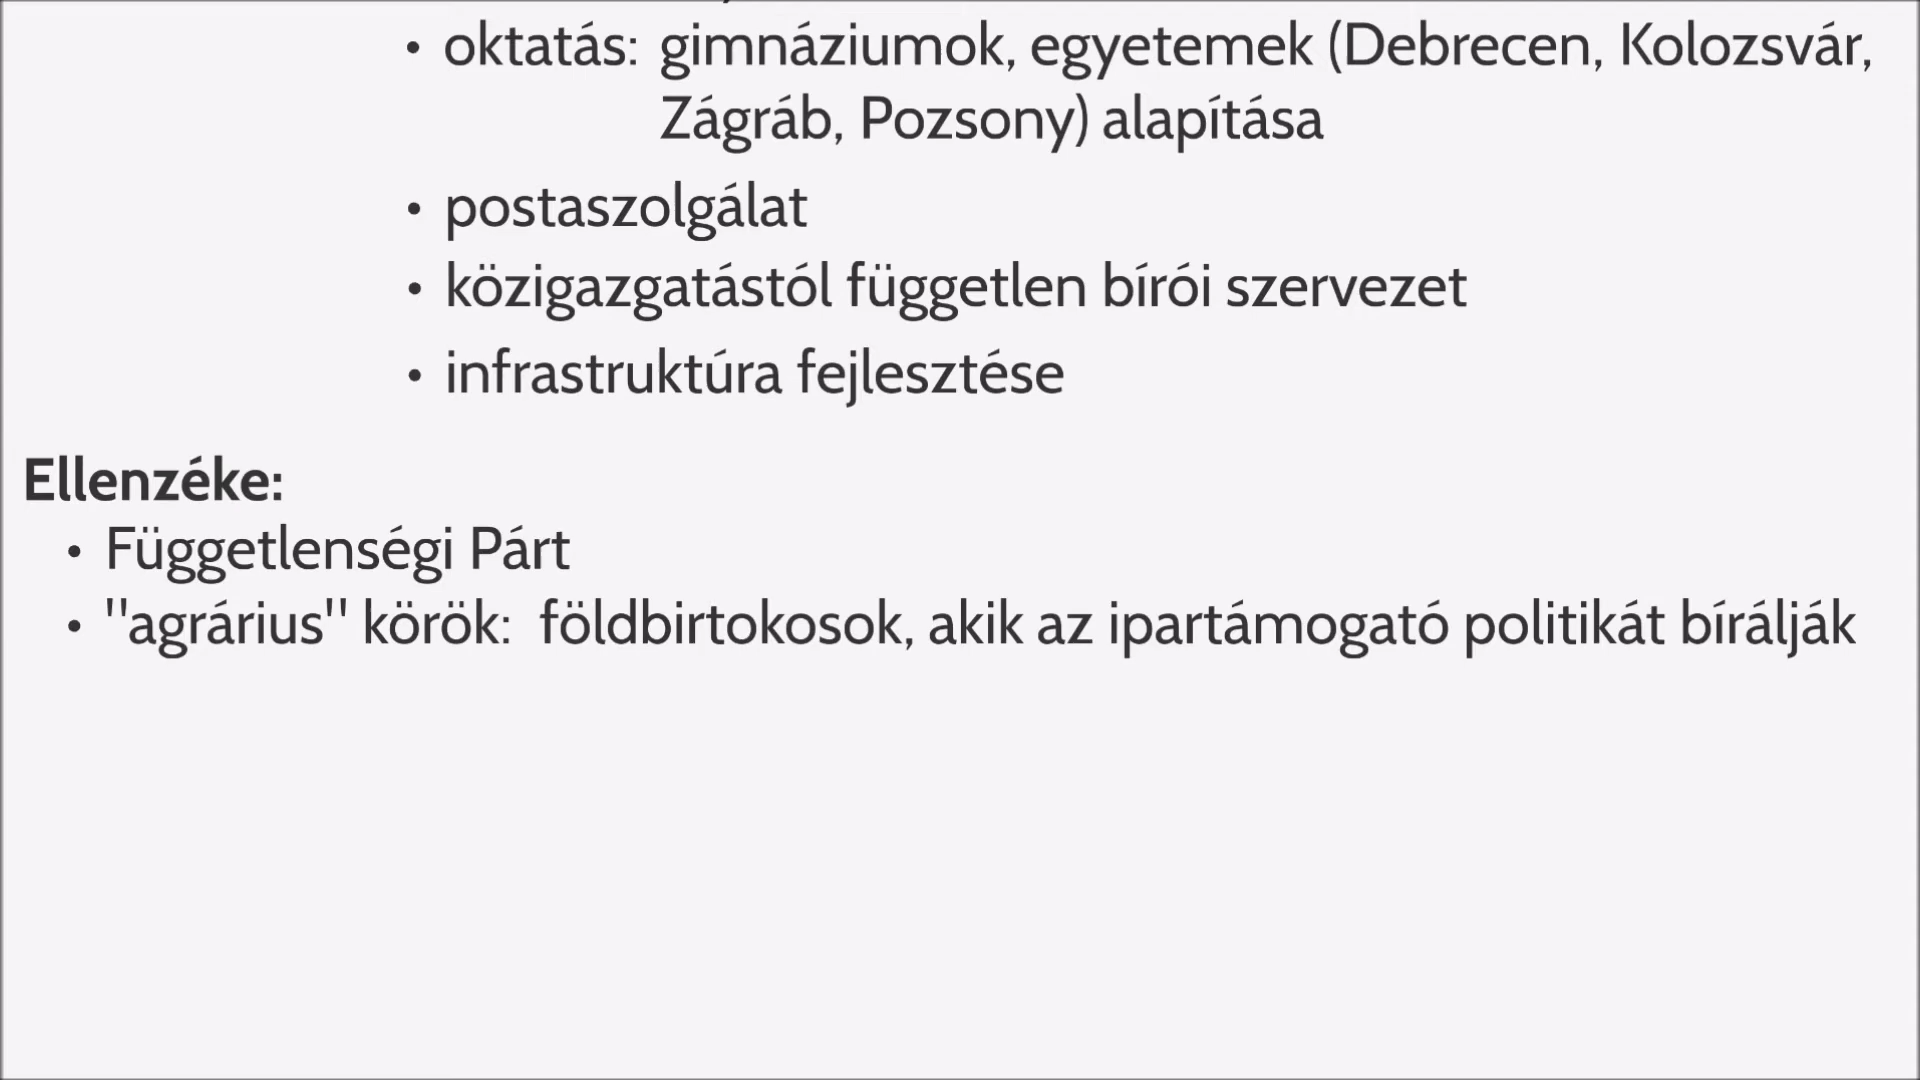 • oktatás: gimnáziumok, egyetemek (Debrecen, Kolozsvár,
Zágráb, Pozsony) alapítása
• postaszolgálat
• közigazgatástól független bírói szervezet
• infrastruktúra fejlesztése
Ellenzéke:
• Függetlenségi Párt
• "agrárius" körök: földbirtokosok, akik az ipartámogató politikát bírálják